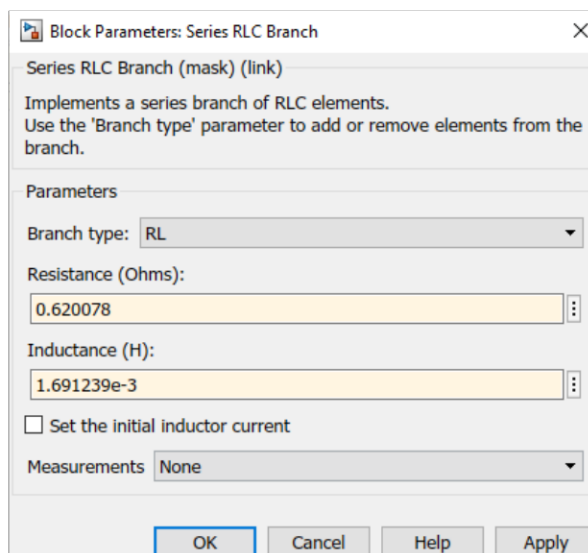 Block Parameters: Series RLC Branch
Series RLC Branch (mask) (link)
Implements a series branch of RLC elements.
Use the 'Branch type' parameter to add or remove elements from the
branch.
Parameters
Branch type: RL
Resistance (Ohms):
0.620078
Inductance (H):
1.691239e-3
Set the initial inductor current
Measurements None
OK Cancel Help Apply